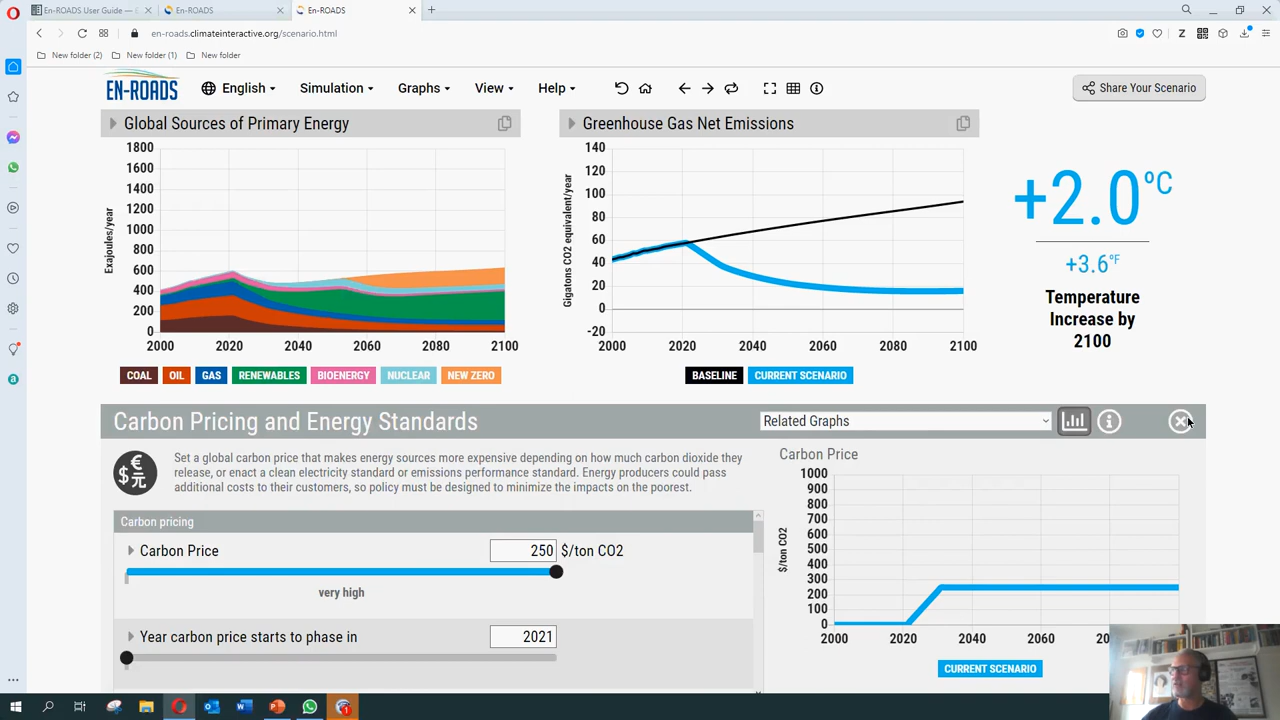 En-ROADS User Guide —
En-ROADS
En-ROADS
en-roads.climateinteractive.org/scenario.html
New folder (2)
New folder (1)
New folder
EN-ROADS
English
Simulation
Graphs
View
Help
Share Your Scenario
Global Sources of Primary Energy
Exajoules/year
1800
1600
1400
1200
1000
800
600
400
200
0
2000 2020 2040 2060 2080 2100
COAL OIL GAS RENEWABLES BIOENERGY NUCLEAR NEW ZERO
Greenhouse Gas Net Emissions
Gigatons CO2 equivalent/year
140
120
100
80
60
40
20
0
-20
2000 2020 2040 2060 2080 2100
BASELINE CURRENT SCENARIO
+2.0°C
+3.6°F
Temperature
Increase by
2100
Carbon Pricing and Energy Standards
Related Graphs
Set a global carbon price that makes energy sources more expensive depending on how much carbon dioxide they
release, or enact a clean electricity standard or emissions performance standard. Energy producers could pass
additional costs to their customers, so policy must be designed to minimize the impacts on the poorest.
Carbon pricing
Carbon Price 250 $/ton CO2
very high
Year carbon price starts to phase in 2021
Carbon Price
$/ton CO2
1000
900
800
700
600
500
400
300
200
100
0
2000 2020 2040 2060
CURRENT SCENARIO